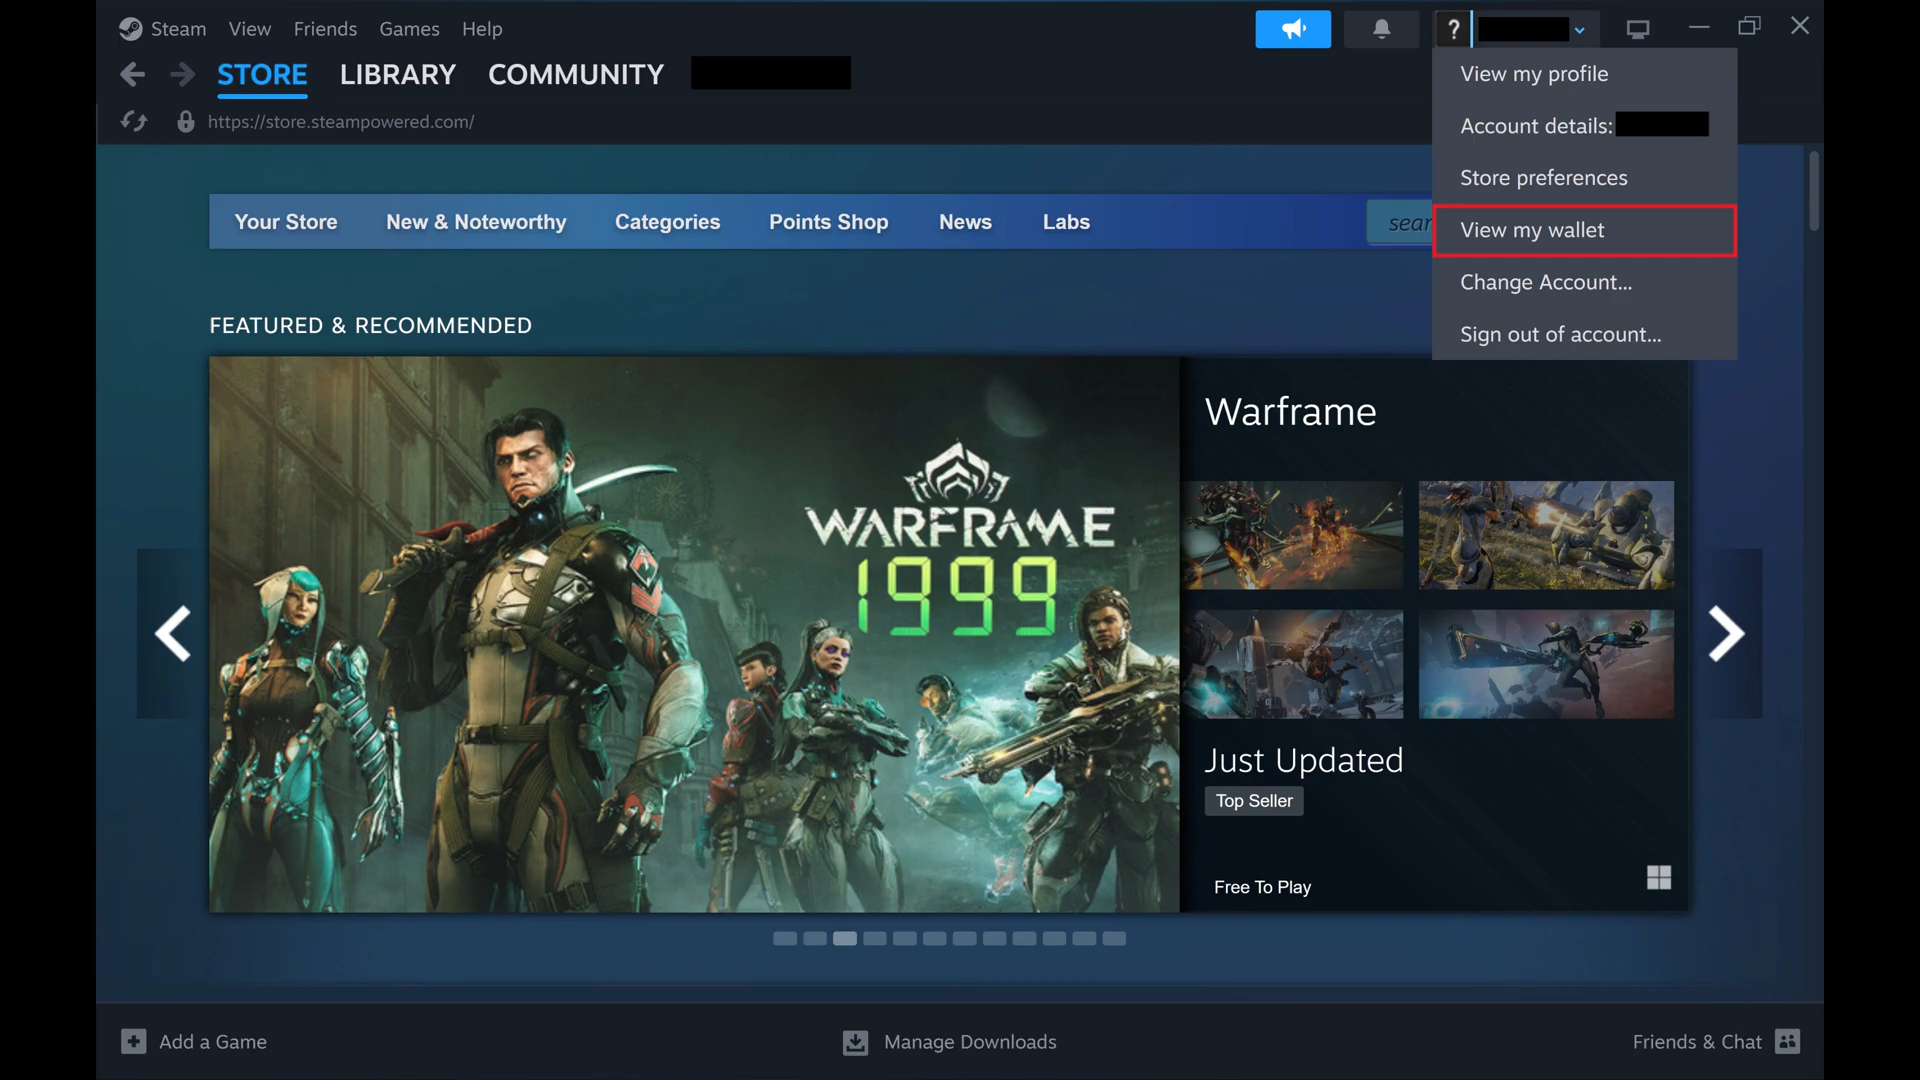 Steam View Friends Games Help
?
STORE LIBRARY COMMUNITY
https://store.steampowered.com/
View my profile
Account details:
Store preferences
View my wallet
Change Account...
Sign out of account...
Your Store New & Noteworthy Categories Points Shop News Labs
sear
FEATURED & RECOMMENDED
WARFRAME
1999
Warframe
Just Updated
Top Seller
Free To Play
Add a Game
Manage Downloads
Friends & Chat